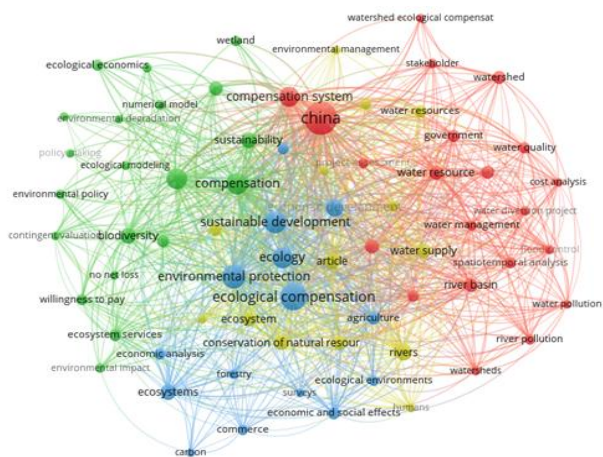 watershed ecological compensat
wetland
environmental management
stakeholder
ecological economics
watershed
compensation system
numerical model
water resources
china
environmental degradation
government
sustainability
water quality
policy making
project assessment
ecological modeling
water resource
compensation
cost analysis
environmental policy
water diversion project
sustainable development
water management
contingent valuation
biodiversity
water supply
flood control
ecology
article
spatiotemporal analysis
no net loss
environmental protection
river basin
willingness to pay
ecological compensation
water pollution
ecosystem
agriculture
ecosystem services
river pollution
conservation of natural resour
economic analysis
rivers
environmental impact
forestry
ecological environments
watersheds
ecosystems
surveys
humans
economic and social effects
commerce
carbon